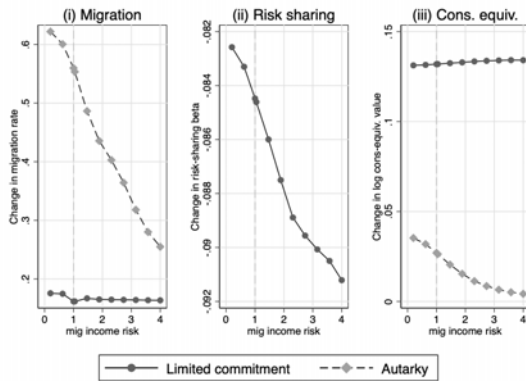 (i) Migration
Change in migration rate
.6
.5
.4
.3
.2
0 1 2 3 4
mig income risk
(ii) Risk sharing
Change in risk-sharing beta
-.082
-.084
-.086
-.088
-.09
-.092
0 1 2 3 4
mig income risk
(iii) Cons. equiv.
Change in log cons-equiv. value
.15
.1
.05
0
0 1 2 3 4
mig income risk
Limited commitment
Autarky